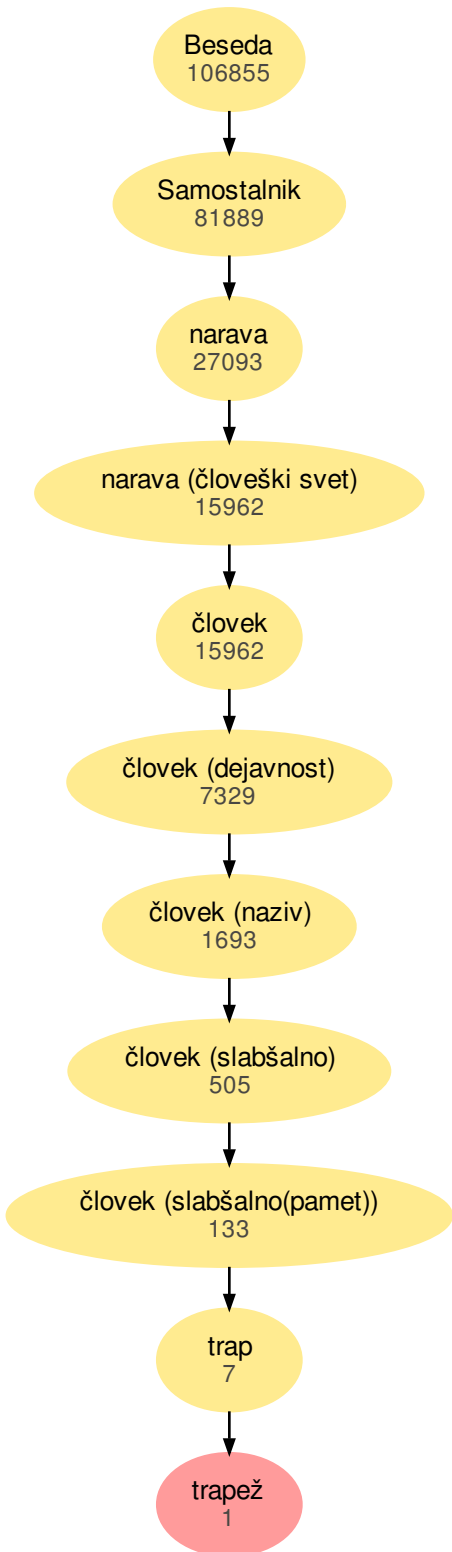 Beseda
106855
Samostalnik
81889
narava
27093
narava (človeški svet)
15962
človek
15962
človek (dejavnost)
7329
človek (naziv)
1693
človek (slabšalno)
505
človek (slabšalno(pamet))
133
trap
7
trapež
1